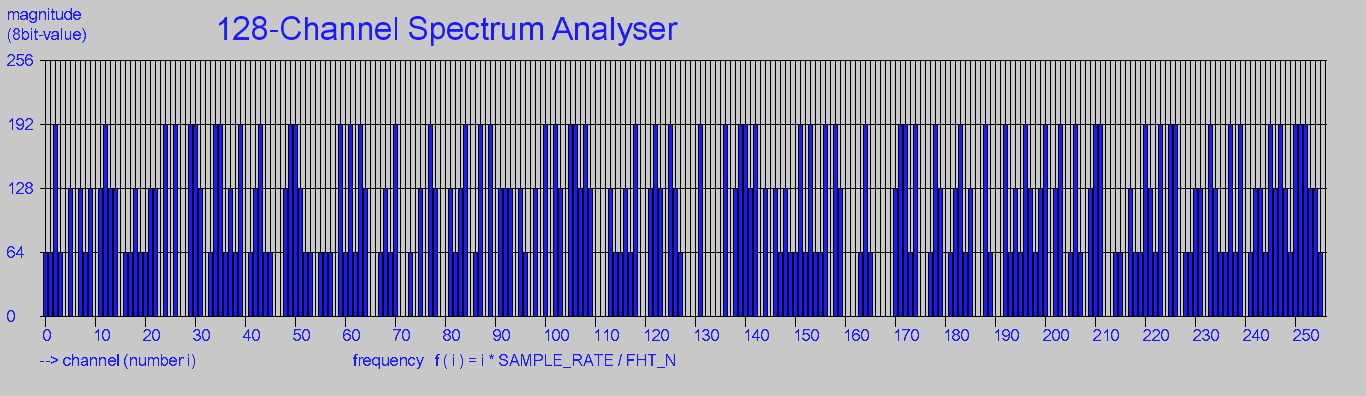 magnitude
(8bit-value)
128-Channel Spectrum Analyser
256
192
128
64
0
0 10 20 30 40 50 60 70 80 90 100 110 120 130 140 150 160 170 180 190 200 210 220 230 240 250
--> channel (number i) frequency f ( i ) = i * SAMPLE_RATE / FHT_N